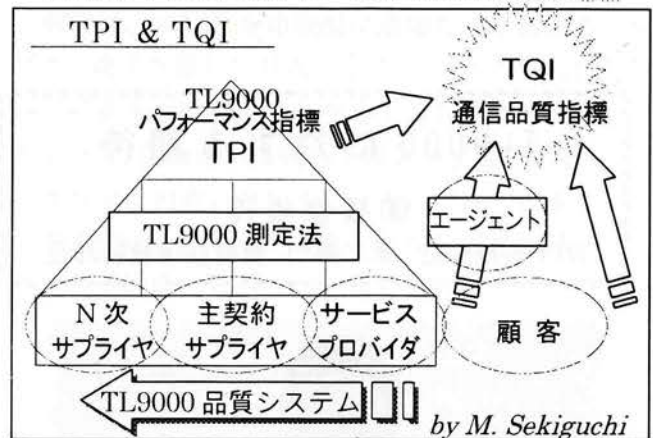 TPI & TQI
TL9000
パフォーマンス指標
TPI
TQI
通信品質指標
TL9000 測定法
エージェント
N 次
サプライヤ
主契約
サプライヤ
サービス
プロバイダ
顧 客
TL9000 品質システム
by M. Sekiguchi